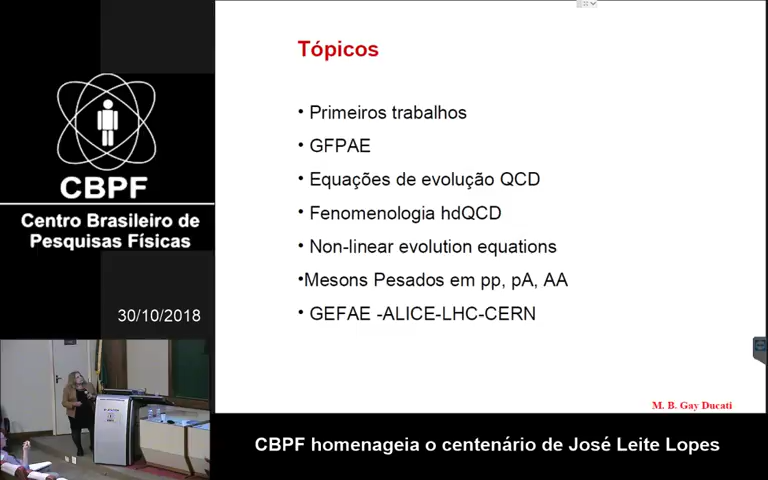 Tópicos
• Primeiros trabalhos
• GFPAE
• Equações de evolução QCD
• Fenomenologia hdQCD
• Non-linear evolution equations
•Mesons Pesados em pp, pA, AA
• GEFAE -ALICE-LHC-CERN
M. B. Gay Ducati
CBPF
Centro Brasileiro de
Pesquisas Físicas
30/10/2018
CBPF homenageia o centenário de José Leite Lopes